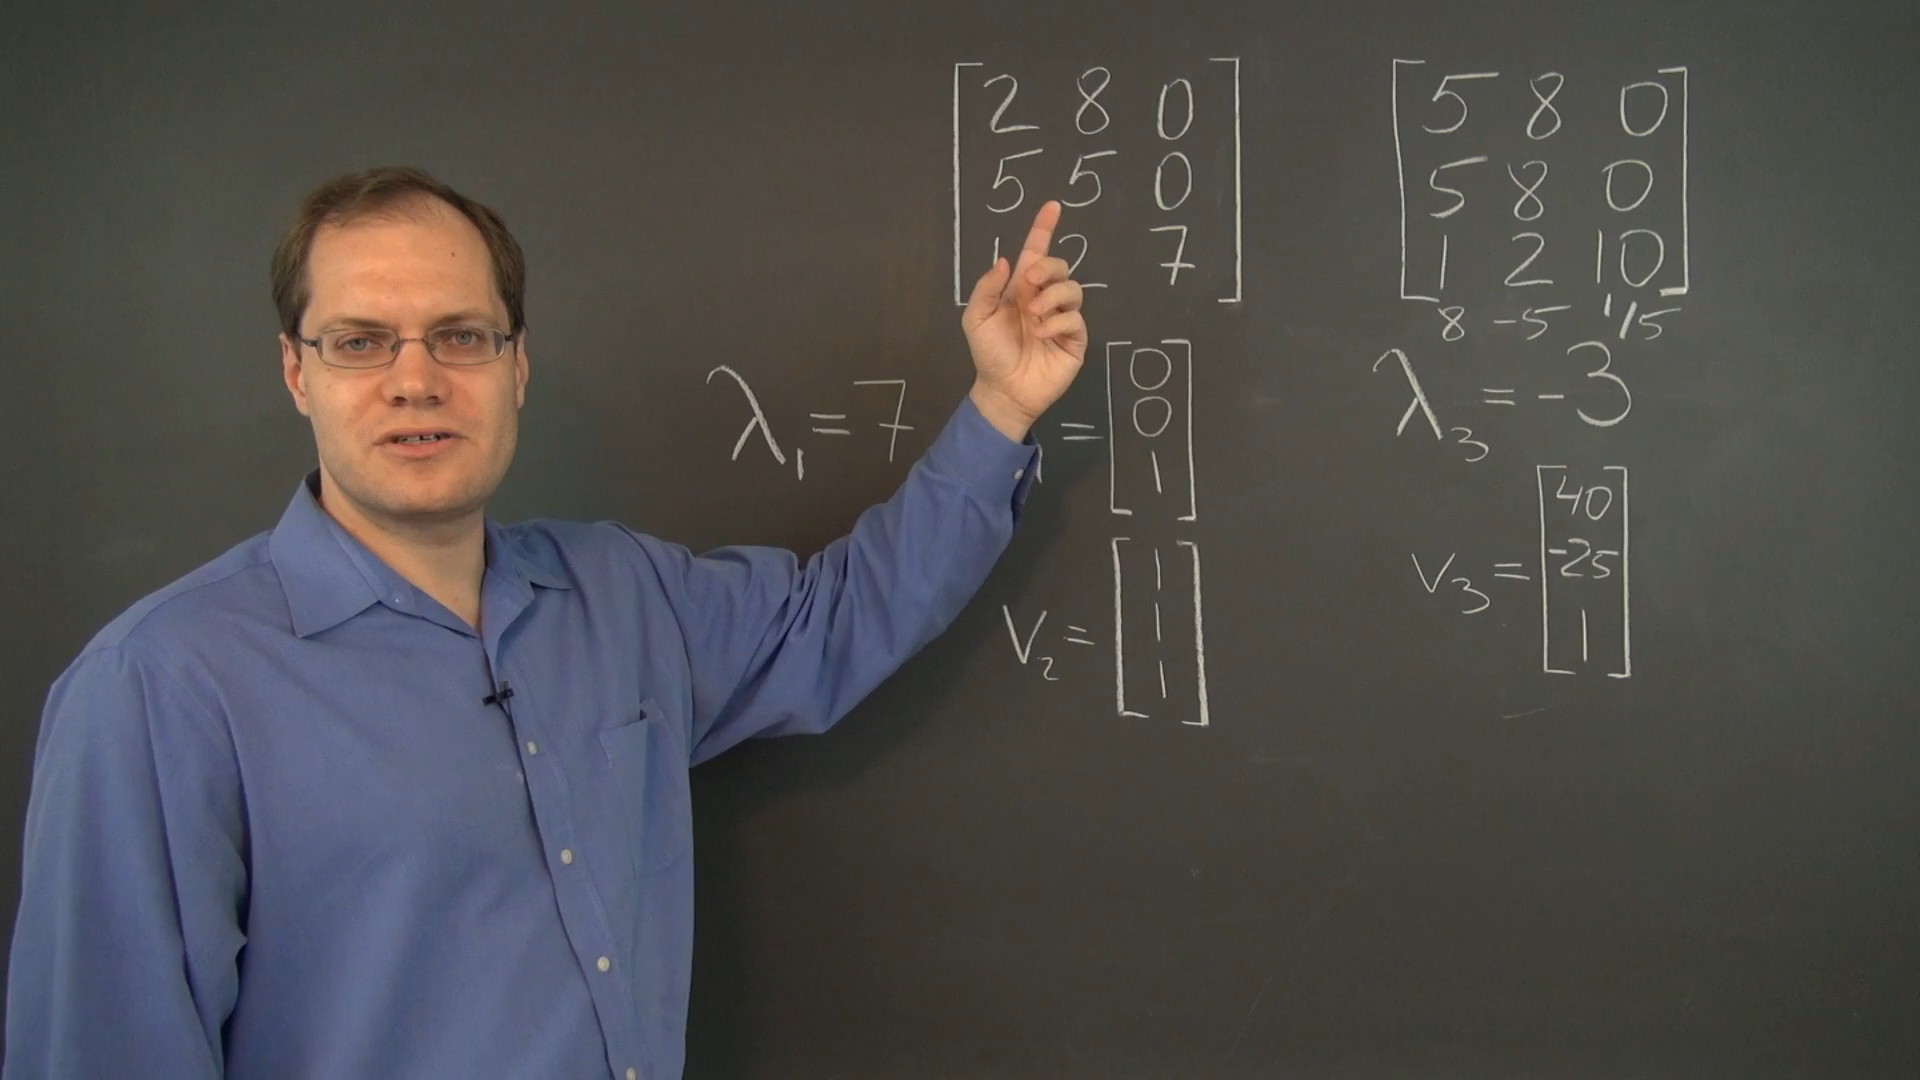 [2 8 0]
[5 5 0]
[1 2 7]
λ₁ = 7
= [0 0 1]
v₂ = [1 1 1]
[5 8 0]
[5 8 0]
[1 2 10]
8 -5 1/5
λ₃ = -3
v₃ = [40 -25 1]